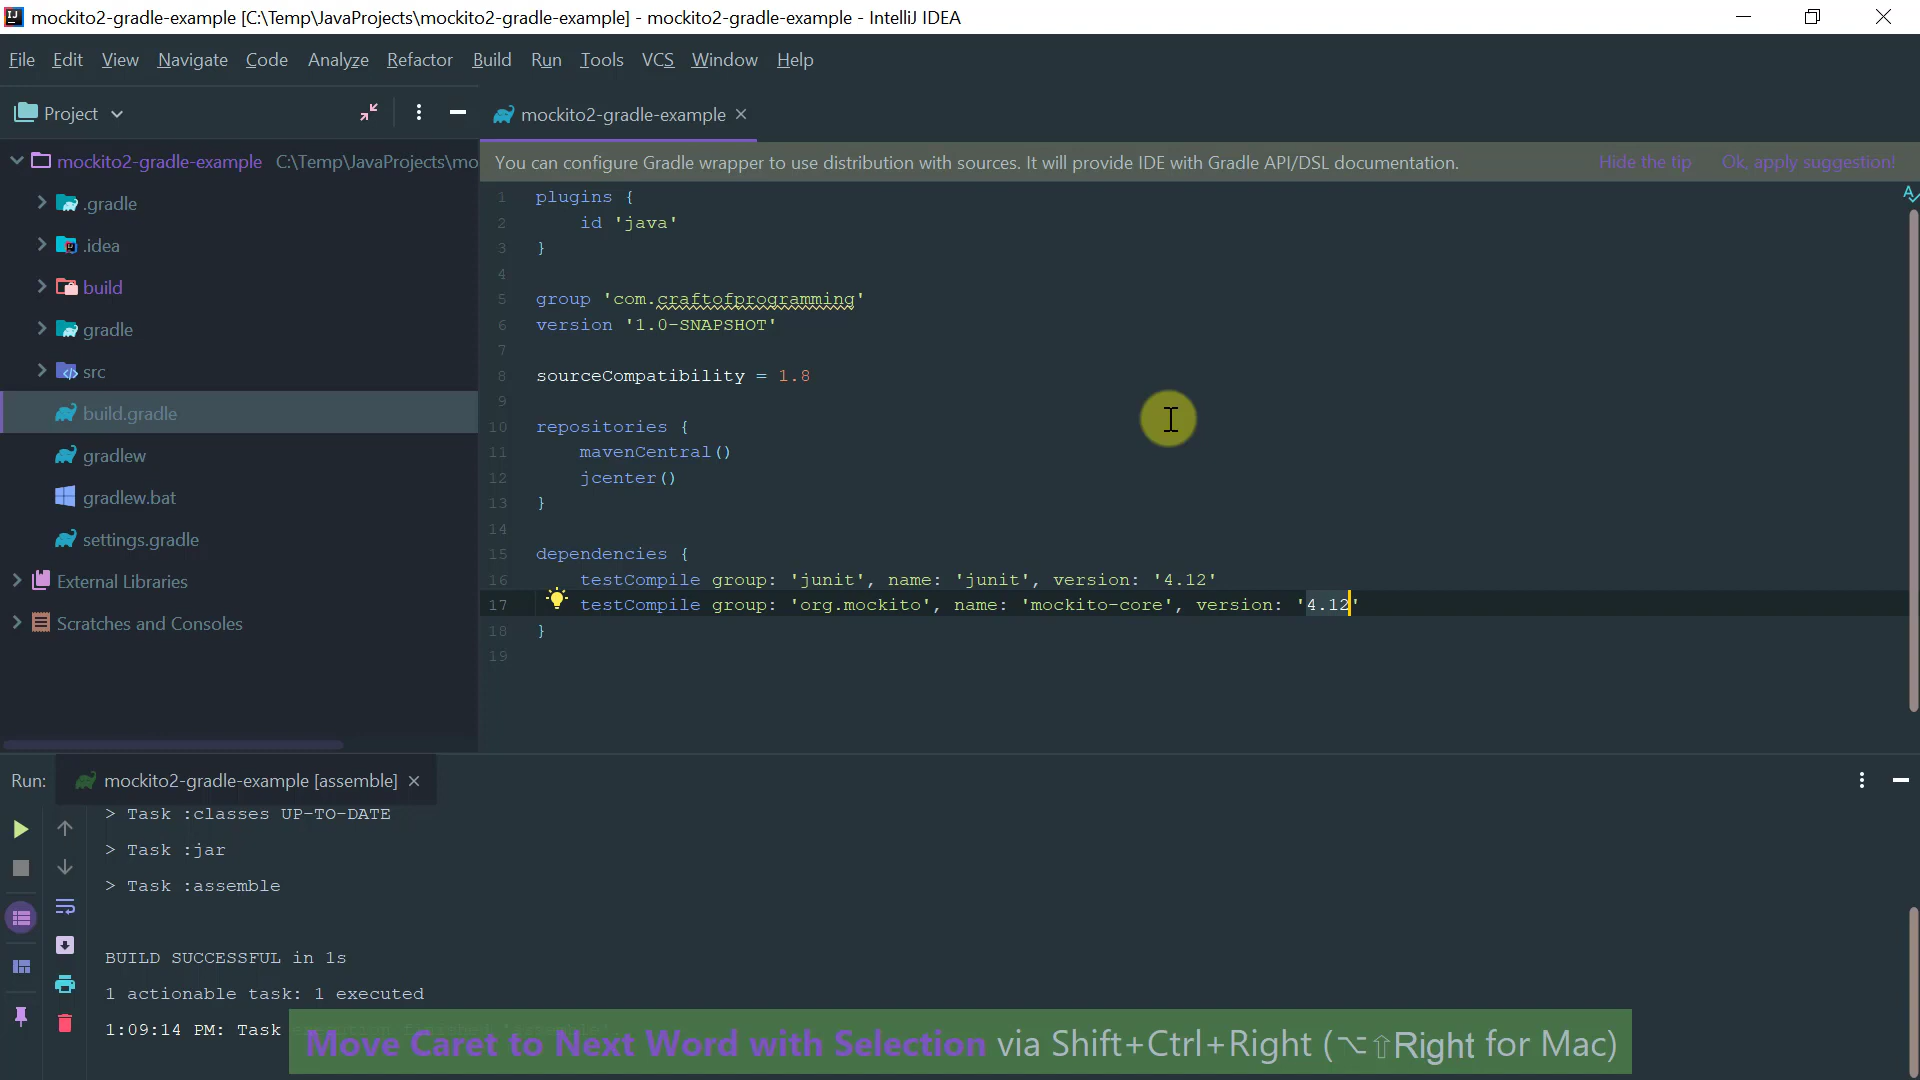 mockito2-gradle-example [C:\Temp\JavaProjects\mockito2-gradle-example] - mockito2-gradle-example - IntelliJ IDEA
File Edit View Navigate Code Analyze Refactor Build Run Tools VCS Window Help
Project
mockito2-gradle-example C:\Temp\JavaProjects\mo
.gradle
.idea
build
gradle
src
build.gradle
gradlew
gradlew.bat
settings.gradle
External Libraries
Scratches and Consoles
mockito2-gradle-example
You can configure Gradle wrapper to use distribution with sources. It will provide IDE with Gradle API/DSL documentation. Hide the tip Ok, apply suggestion!
1 plugins {
2 id 'java'
3 }
4
5 group 'com.craftofprogramming'
6 version '1.0-SNAPSHOT'
7
8 sourceCompatibility = 1.8
9
10 repositories {
11 mavenCentral()
12 jcenter()
13 }
14
15 dependencies {
16 testCompile group: 'junit', name: 'junit', version: '4.12'
17 testCompile group: 'org.mockito', name: 'mockito-core', version: '4.12'
18 }
19
Run: mockito2-gradle-example [assemble]
> Task :classes UP-TO-DATE
> Task :jar
> Task :assemble
BUILD SUCCESSFUL in 1s
1 actionable task: 1 executed
1:09:14 PM: Task
Move Caret to Next Word with Selection via Shift+Ctrl+Right (⌥⇧Right for Mac)